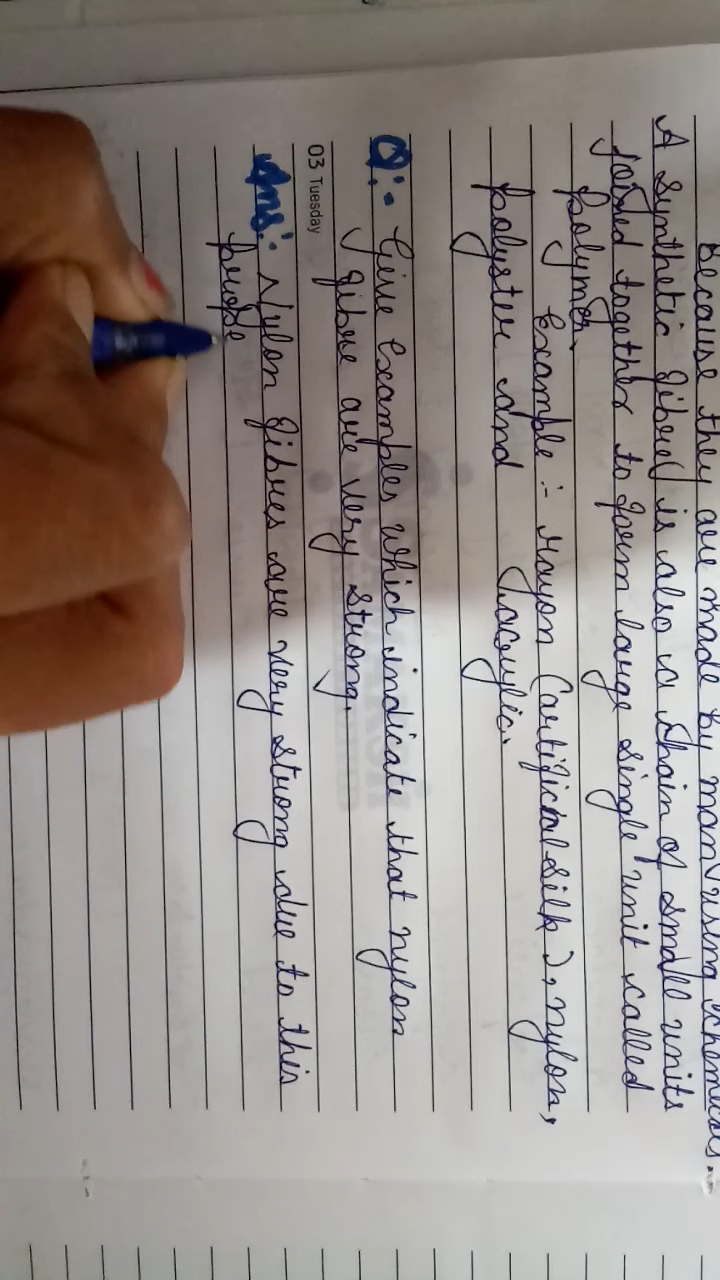 Because they are made by man using chemicals.
A synthetic fibre is also a chain of small units
joined together to form large single unit called
polymer.
Example :- rayon (artificial silk), nylon,
polyster and acrylic.
Q:- Give examples which indicate that nylon
fibre are very strong.
03 Tuesday
Ans:- Nylon fibres are very strong due to this
prope